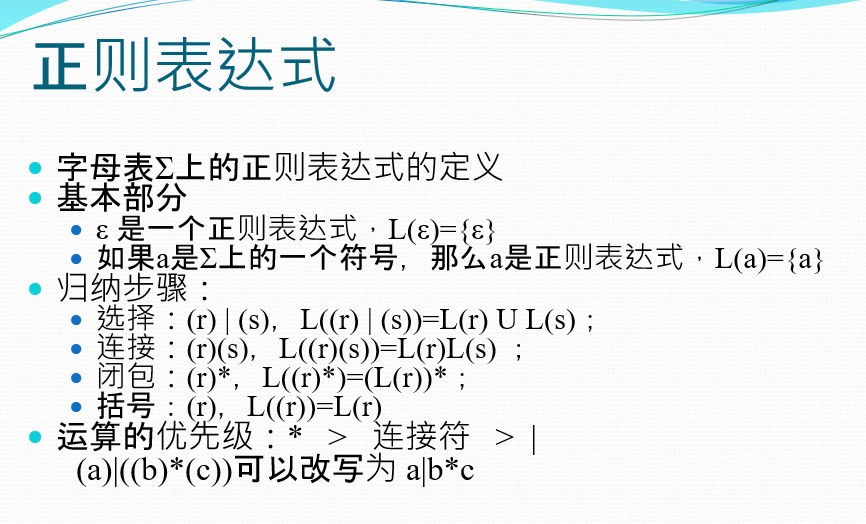 正则表达式
字母表Σ上的正则表达式的定义
基本部分
ε 是一个正则表达式，L(ε)={ε}
如果a是Σ上的一个符号，那么a是正则表达式，L(a)={a}
归纳步骤：
选择：(r) | (s)，L((r) | (s))=L(r) U L(s)；
连接：(r)(s)，L((r)(s))=L(r)L(s) ；
闭包：(r)*，L((r)*)=(L(r))*；
括号：(r)，L((r))=L(r)
运算的优先级：* > 连接符 > |
(a)|((b)*(c))可以改写为 a|b*c